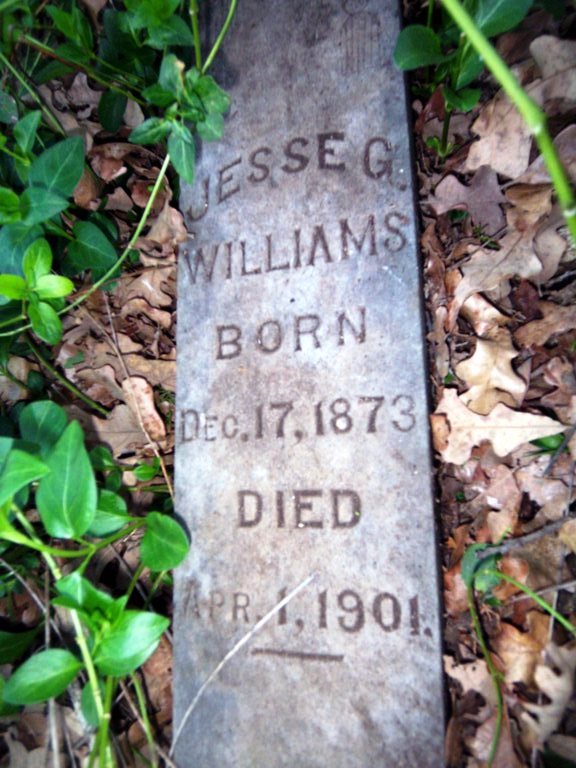 JESSE G.
WILLIAMS
BORN
DEC. 17, 1873
DIED
APR. 1, 1901.